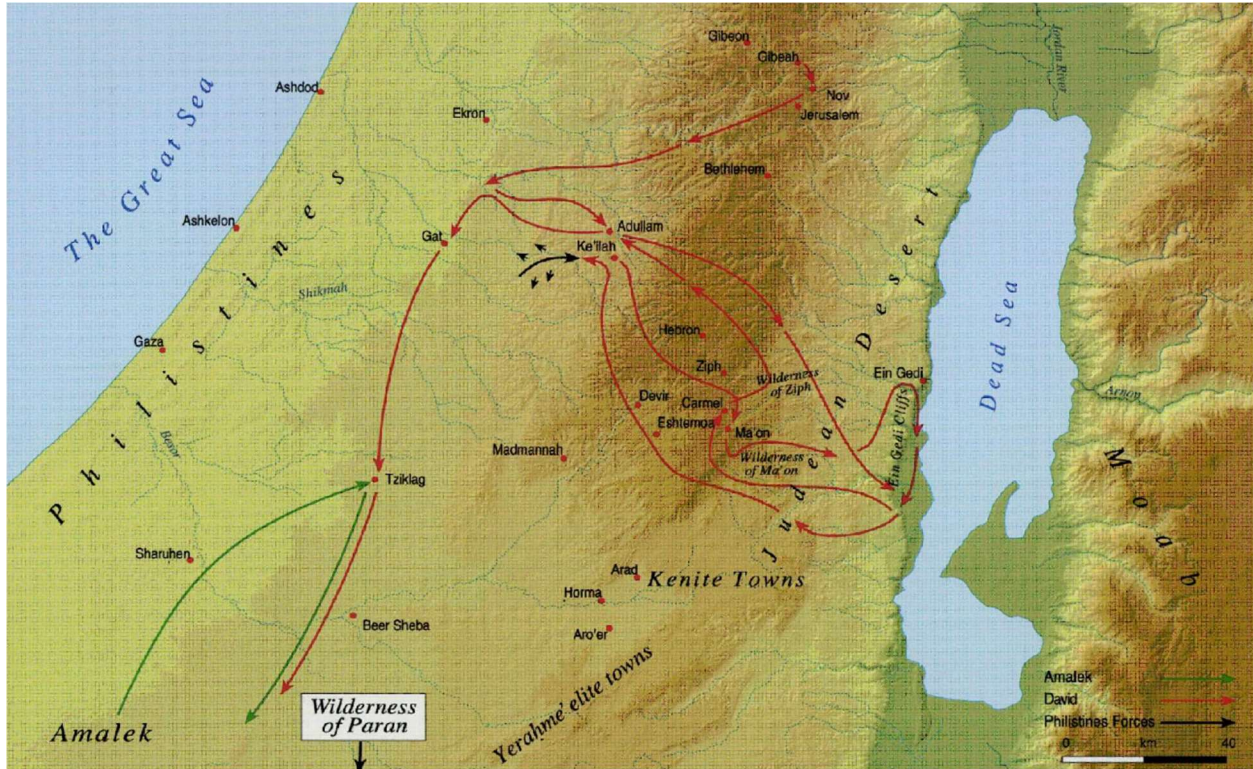 Gibeon
Gibeah
Jordan River
Nov
Jerusalem
Ashdod
Ekron
The Great Sea
Bethlehem
Ashkelon
Philistines
Gat
Adullam
Ke'ilah
Judean Desert
Shikmah
Gaza
Hebron
Dead Sea
Ziph
Wilderness
of Ziph
Ein Gedi
Arnon
Devir
Carmel
Eshtemoa
Ma'on
Ein Gedi Cliffs
Besor
Madmannah
Wilderness
of Ma'on
Moab
Tziklag
Sharuhen
Arad
Kenite Towns
Horma
Beer Sheba
Aro'er
Yerahme'elite towns
Wilderness
of Paran
Amalek
Amalek
David
Philistines Forces
0 km 40